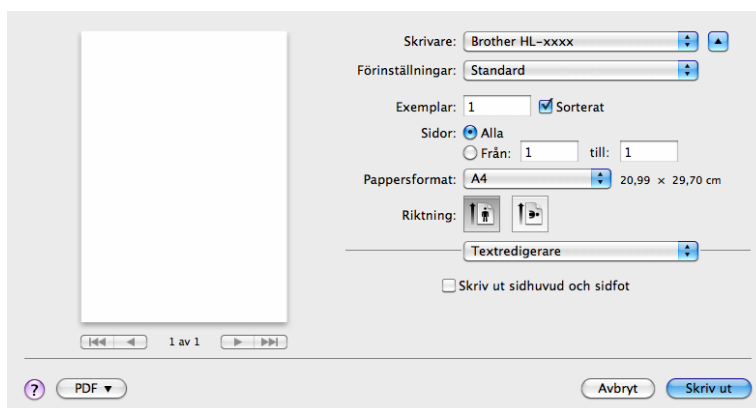 Skrivare: Brother HL-xxxx
Förinställningar: Standard
Exemplar: 1 Sorterat
Sidor: Alla
Från: 1 till: 1
Pappersformat: A4 20,99 × 29,70 cm
Riktning:
Textredigerare
Skriv ut sidhuvud och sidfot
1 av 1
? PDF ▼ Avbryt Skriv ut